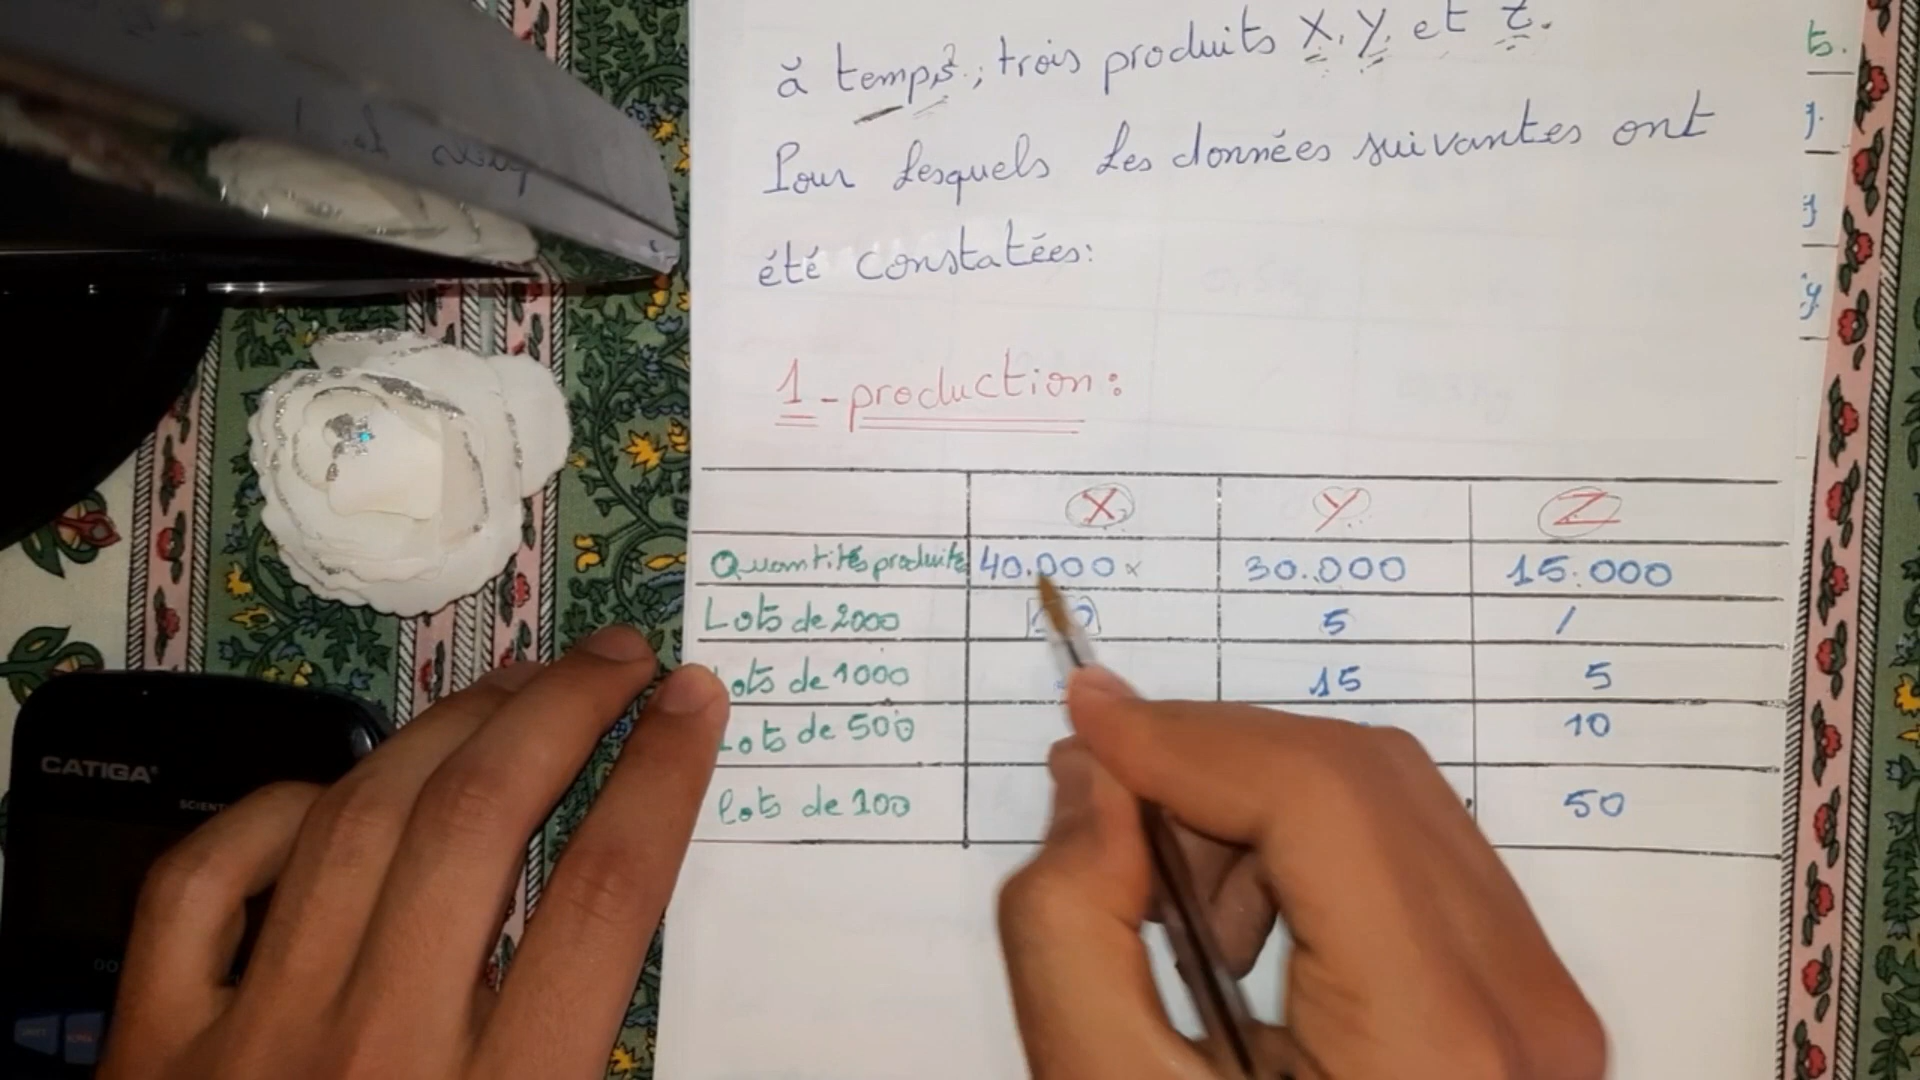 à temps, trois produits X, Y et Z.
Pour lesquels les données suivantes ont
été constatées:
1-production:
X Y Z
Quantités produits 40.000 x 30.000 15.000
Lots de 2000 5 /
Lots de 1000 15 5
Lots de 500 10
Lots de 100 50
CATIGA